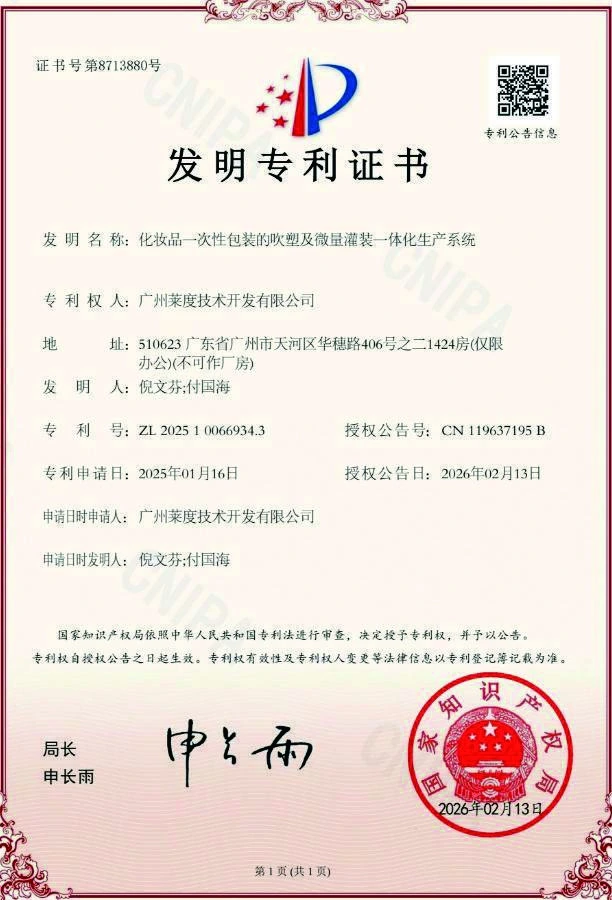 证书号第8713880号
专利公告信息
发明专利证书
发明名称：化妆品一次性包装的吹塑及微量灌装一体化生产系统
专利权人：广州莱度技术开发有限公司
地址：510623 广东省广州市天河区华穗路406号之二1424房(仅限
办公)(不可作厂房)
发明人：倪文芬;付国海
专利号：ZL 2025 1 0066934.3 授权公告号：CN 119637195 B
专利申请日：2025年01月16日 授权公告日：2026年02月13日
申请日时申请人：广州莱度技术开发有限公司
申请日时发明人：倪文芬;付国海
国家知识产权局依照中华人民共和国专利法进行审查，决定授予专利权，并予以公告。
专利权自授权公告之日起生效。专利权有效性及专利权人变更等法律信息以专利登记簿记载为准。
局长
申长雨
申长雨
国家知识产权局
2026年02月13日
第1页(共1页)
CNIPA
CNIPA
CNIPA
CNIPA